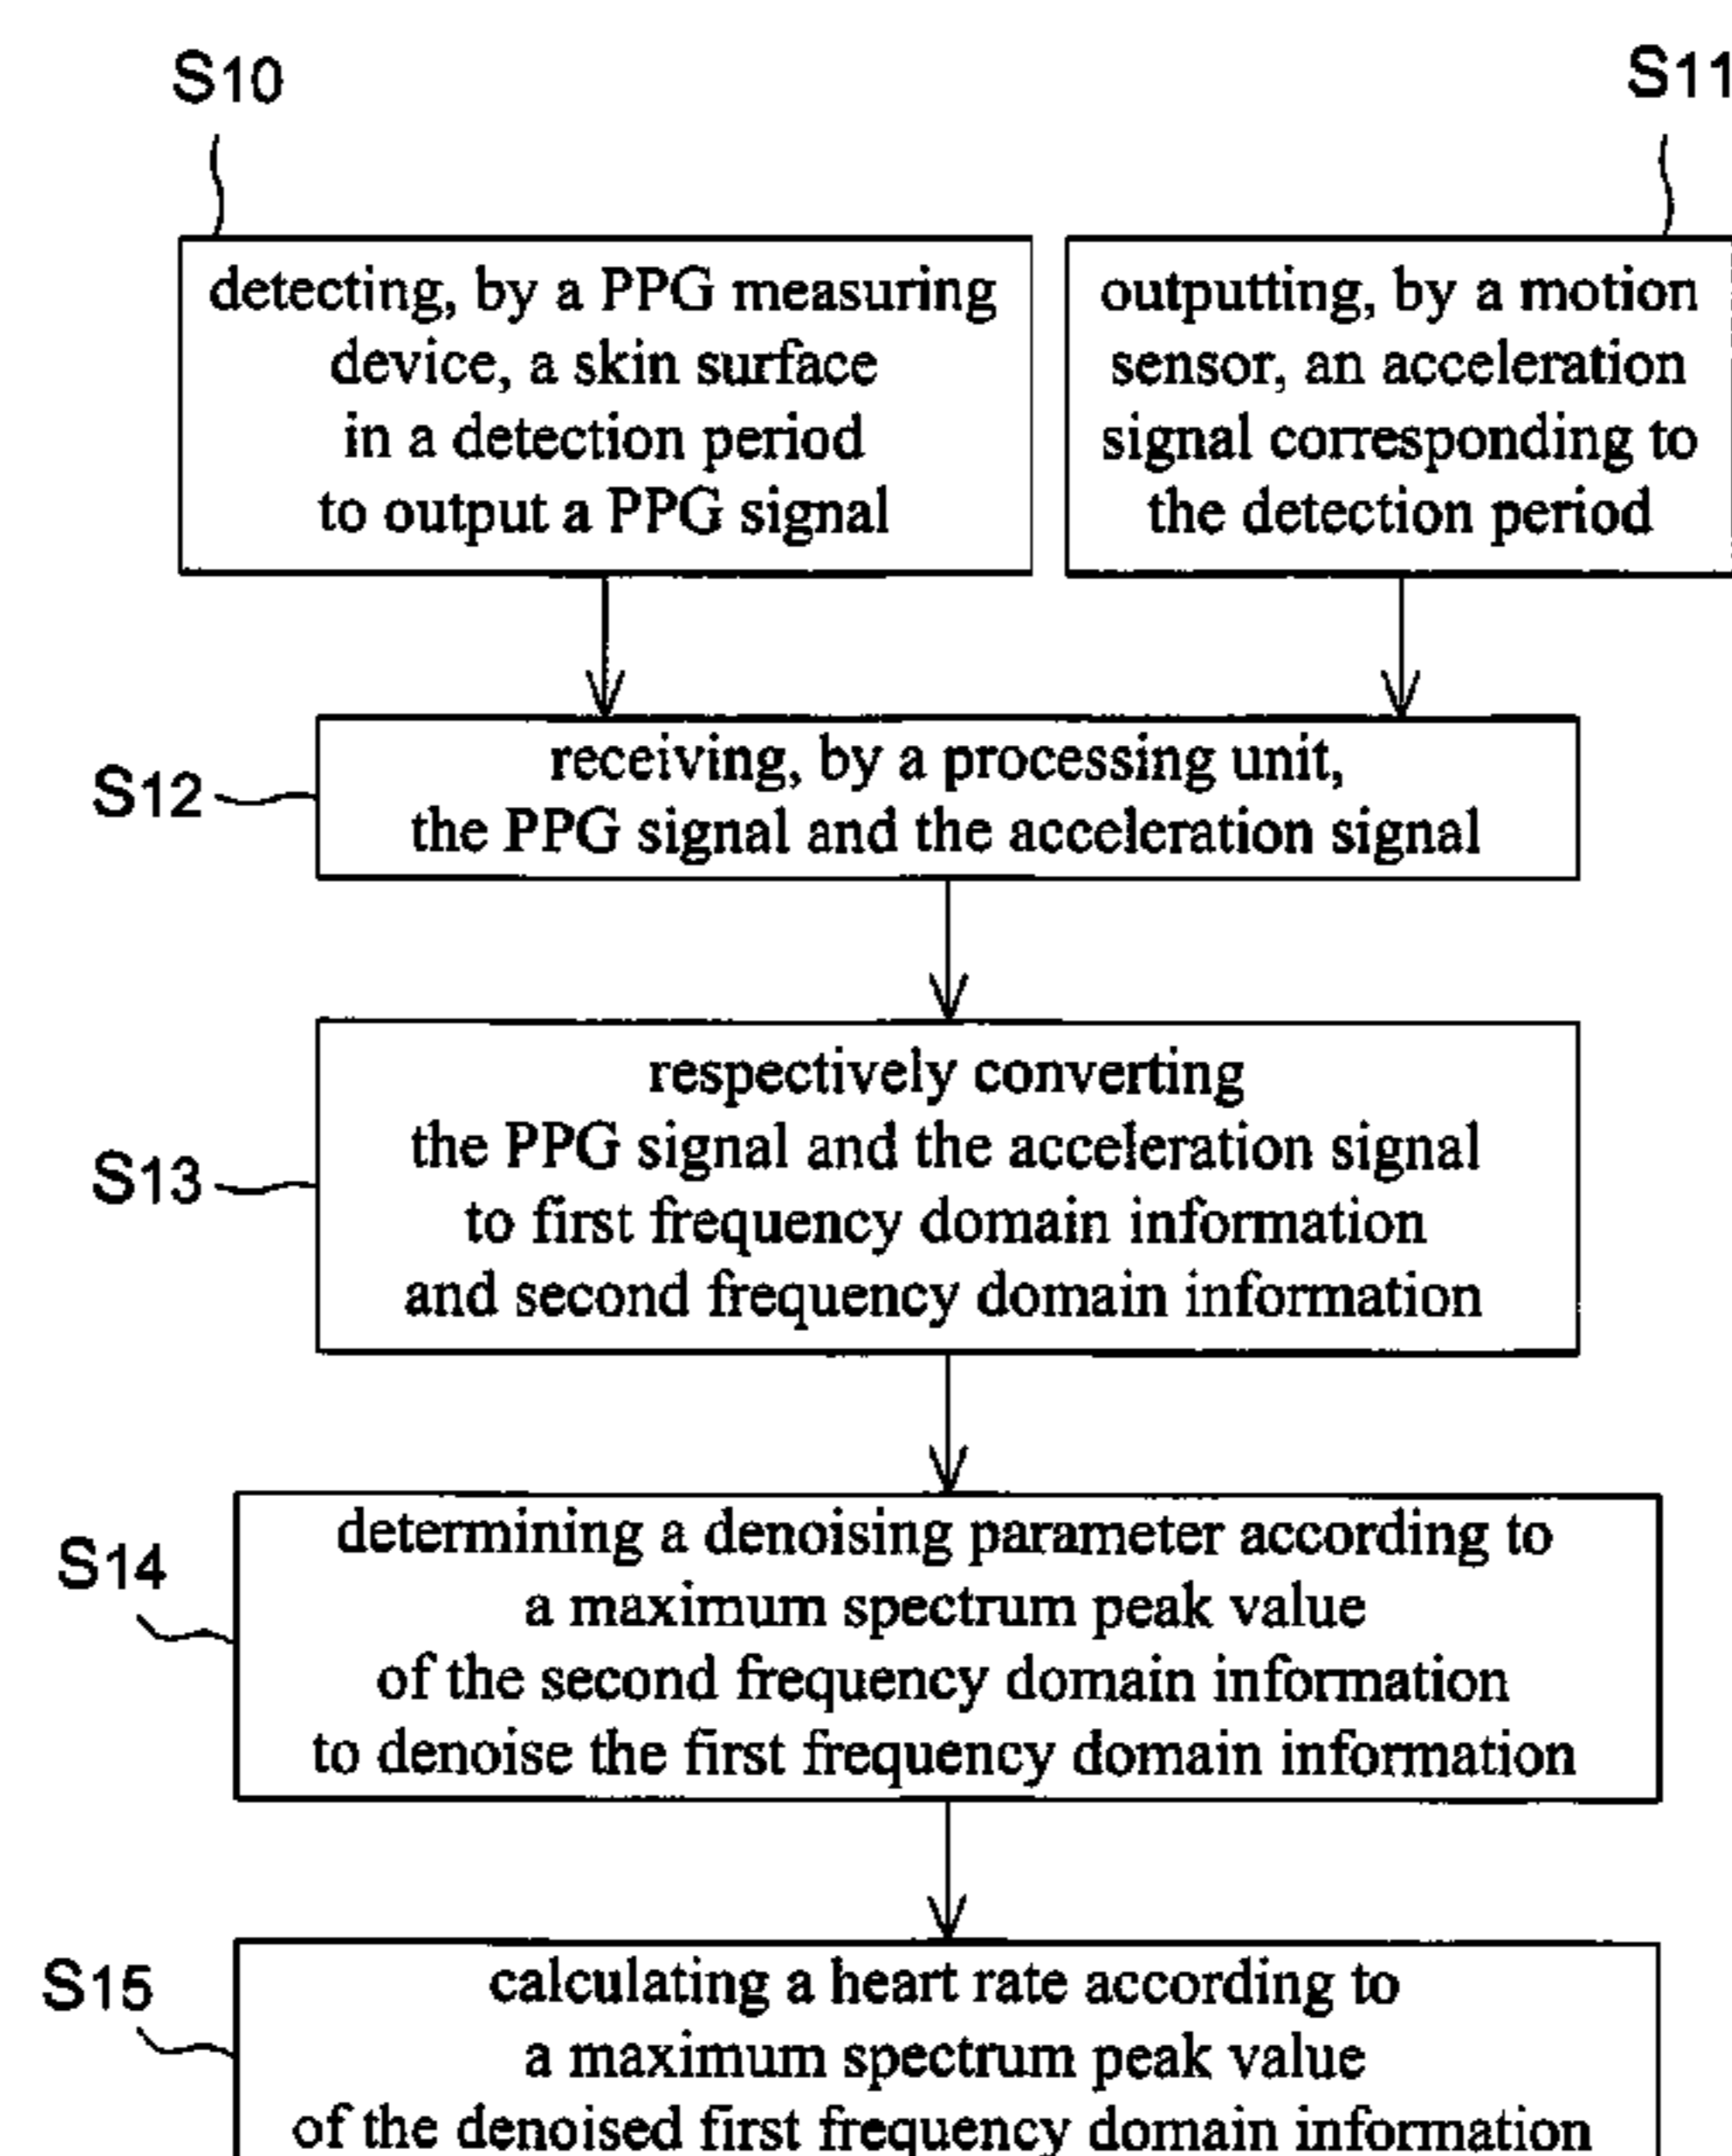 S10
S11
detecting, by a PPG measuring
device, a skin surface
in a detection period
to output a PPG signal
outputting, by a motion
sensor, an acceleration
signal corresponding to
the detection period
S12
receiving, by a processing unit,
the PPG signal and the acceleration signal
S13
respectively converting
the PPG signal and the acceleration signal
to first frequency domain information
and second frequency domain information
S14
determining a denoising parameter according to
a maximum spectrum peak value
of the second frequency domain information
to denoise the first frequency domain information
S15
calculating a heart rate according to
a maximum spectrum peak value
of the denoised first frequency domain information